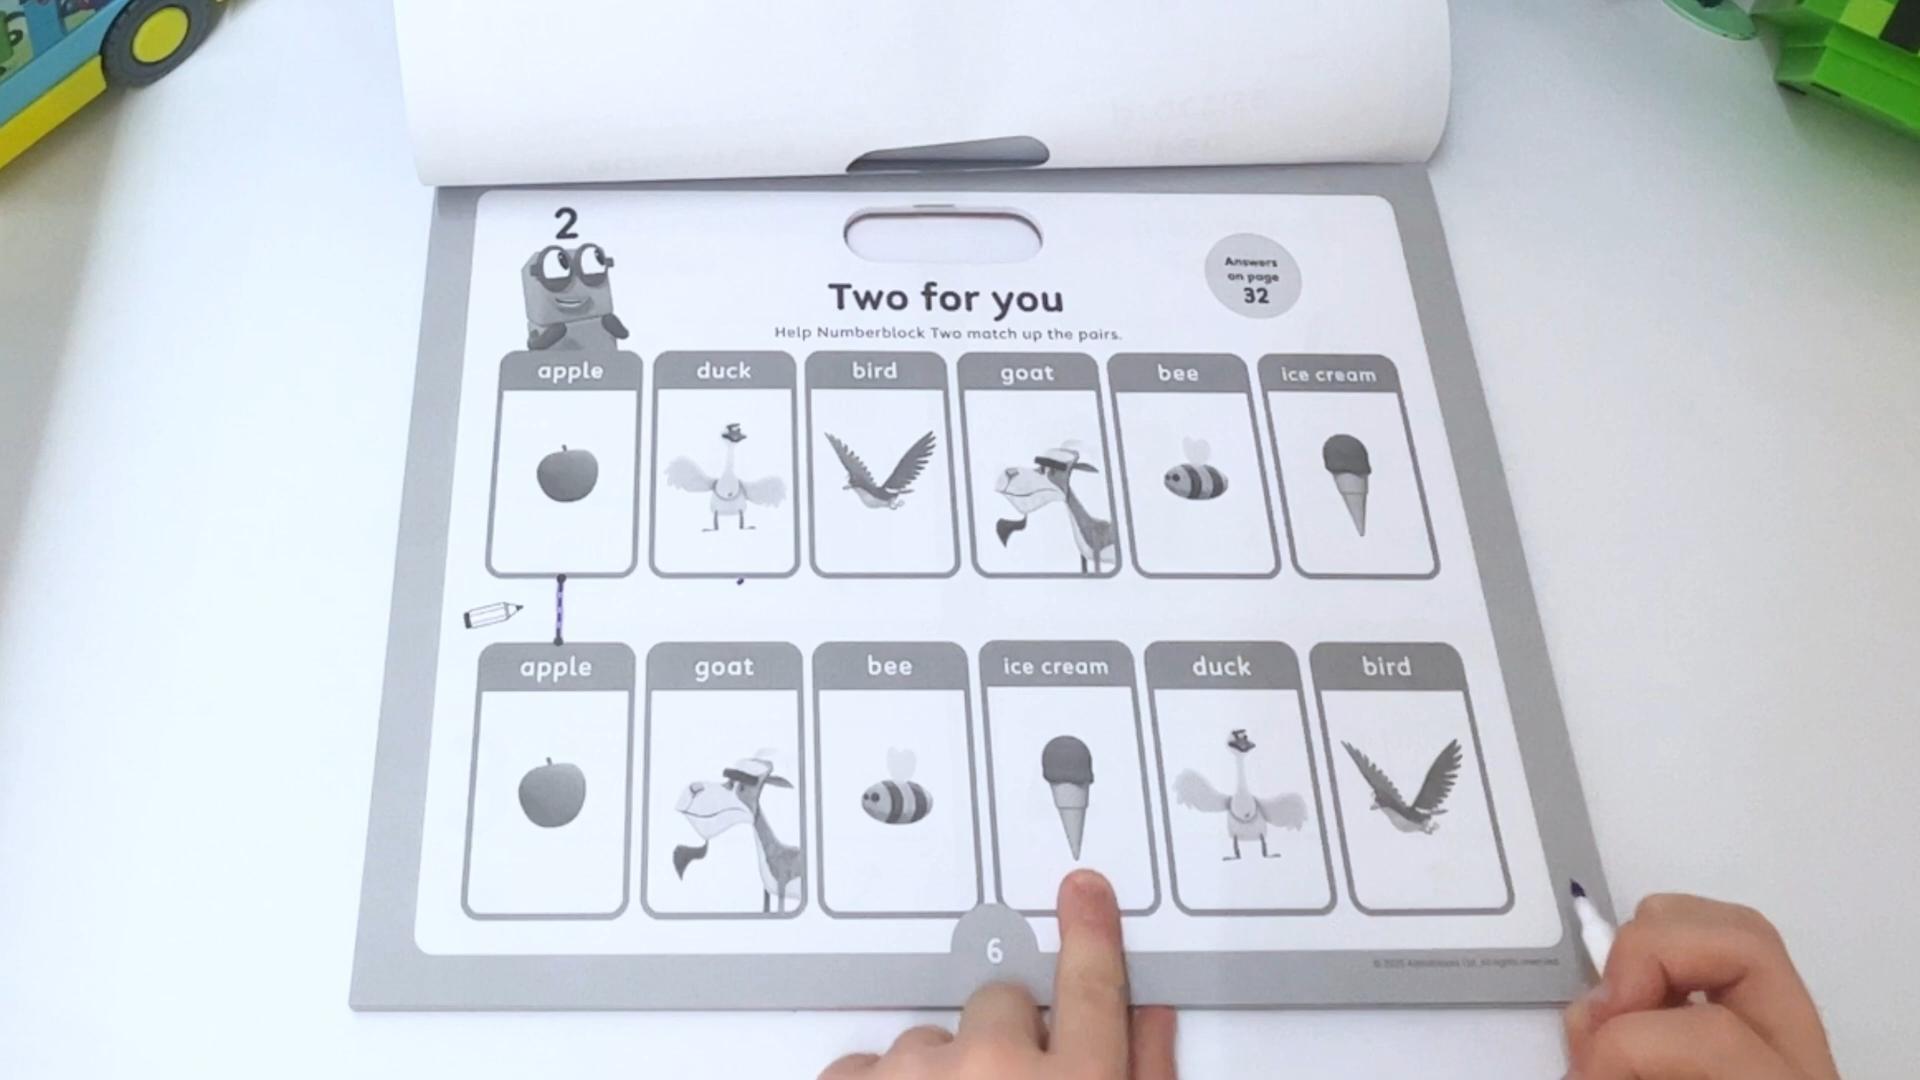 2
Answers
on page
32
Two for you
Help Numberblock Two match up the pairs.
apple
duck
bird
goat
bee
ice cream
apple
goat
bee
ice cream
duck
bird
6